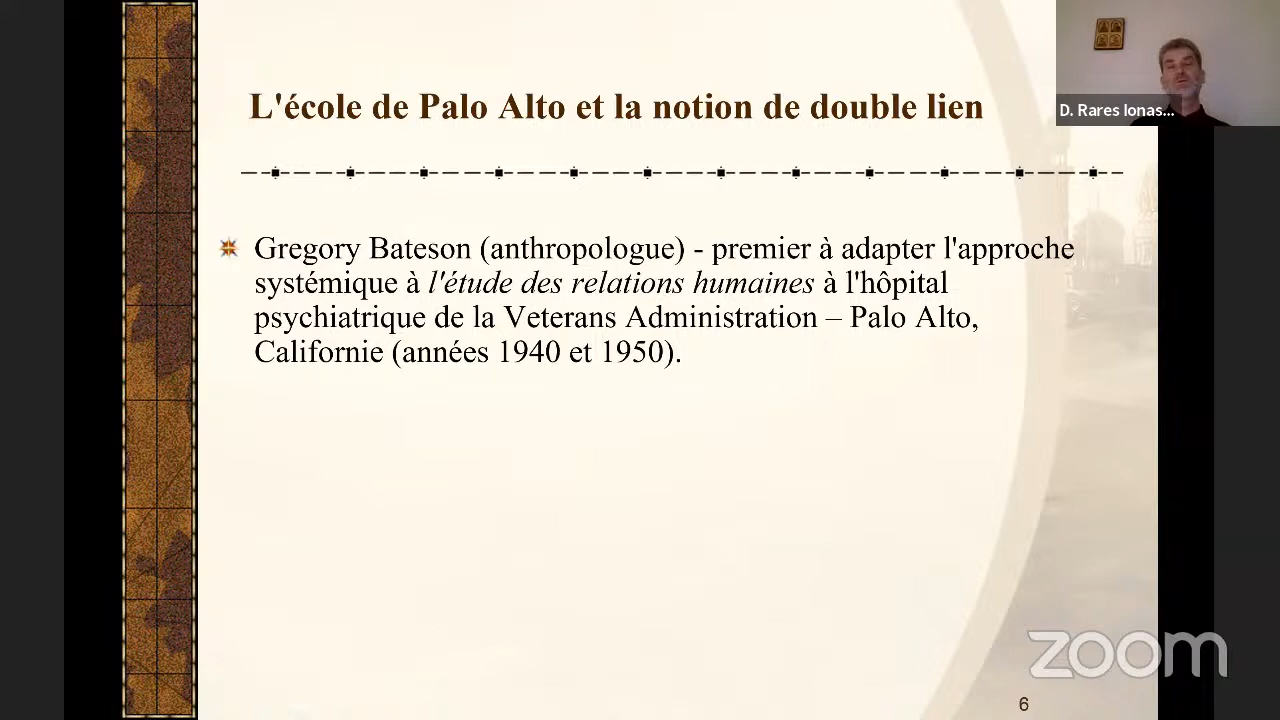 L'école de Palo Alto et la notion de double lien
D. Rares Ionas...
Gregory Bateson (anthropologue) - premier à adapter l'approche
systémique à l'étude des relations humaines à l'hôpital
psychiatrique de la Veterans Administration – Palo Alto,
Californie (années 1940 et 1950).
zoom
6